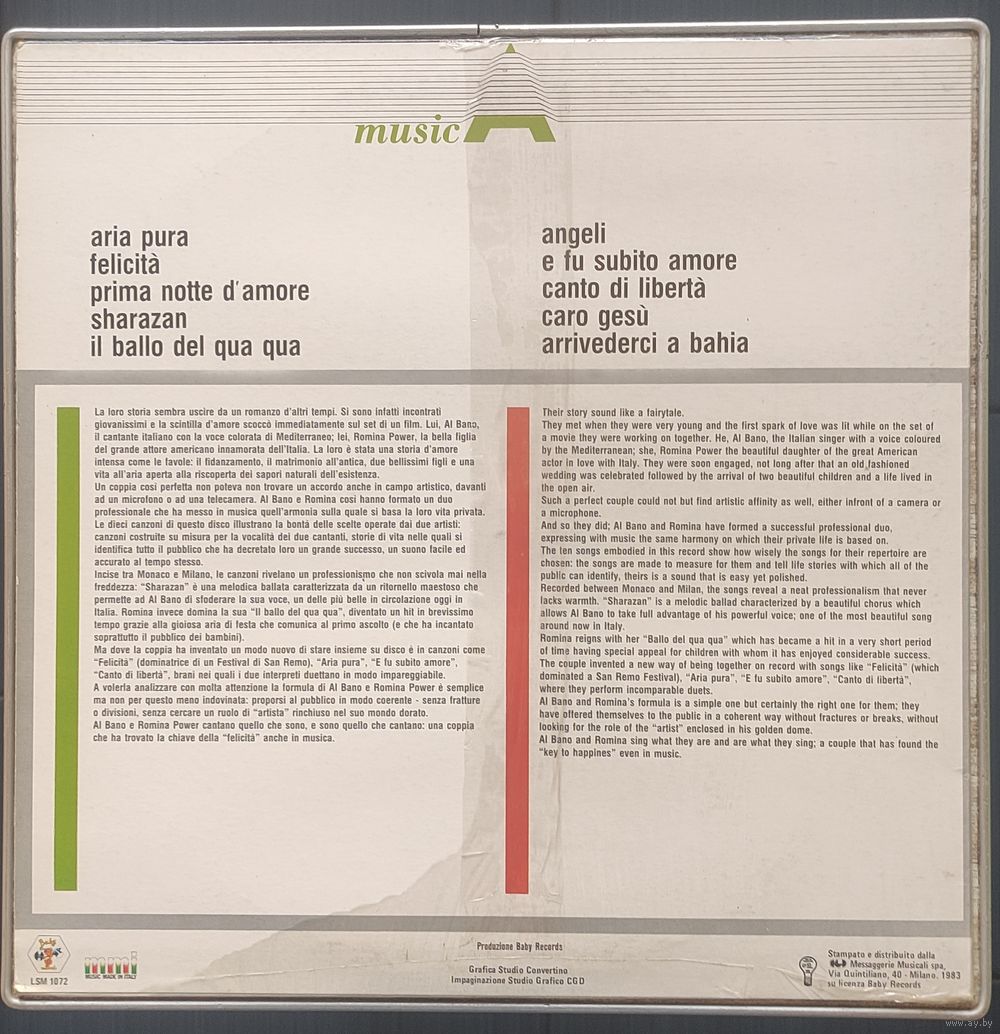 music A
aria pura
felicità
prima notte d'amore
sharazan
il ballo del qua qua
angeli
e fu subito amore
canto di libertà
caro gesù
arrivederci a bahia
La loro storia sembra uscire da un romanzo d'altri tempi. Si sono infatti incontrati
giovanissimi e la scintilla d'amore scoccò immediatamente sul set di un film. Lui, Al Bano,
il cantante italiano con la voce colorata di Mediterraneo; lei, Romina Power, la bella figlia
del grande attore americano innamorata dell'Italia. La loro è stata una storia d'amore
intensa come le favole: il fidanzamento, il matrimonio all'antica, due bellissimi figli e una
vita all'aria aperta alla riscoperta dei sapori naturali dell'esistenza.
Un coppia così perfetta non poteva non trovare un accordo anche in campo artistico, davanti
ad un microfono o ad una telecamera. Al Bano e Romina così hanno formato un duo
professionale che ha messo in musica quell'armonia sulla quale si basa la loro vita privata.
Le dieci canzoni di questo disco illustrano la bontà delle scelte operate dai due artisti:
canzoni costruite su misura per la vocalità dei due cantanti, storie di vita nelle quali si
identifica tutto il pubblico che ha decretato loro un grande successo, un suono facile ed
accurato al tempo stesso.
Incise tra Monaco e Milano, le canzoni rivelano un professionismo che non scivola mai nella
freddezza: “Sharazan” è una melodica ballata caratterizzata da un ritornello maestoso che
permette ad Al Bano di sfoderare la sua voce, un delle più belle in circolazione oggi in
Italia. Romina invece domina la sua “Il ballo del qua qua”, diventato un hit in brevissimo
tempo grazie alla gioiosa aria di festa che comunica al primo ascolto (e che ha incantato
soprattutto il pubblico dei bambini).
Ma dove la coppia ha inventato un modo nuovo di stare insieme su disco è in canzoni come
“Felicità” (dominatrice di un Festival di San Remo), “Aria pura”, “E fu subito amore”,
“Canto di libertà”, brani nei quali i due interpreti duettano in modo impareggiabile.
A volerla analizzare con molta attenzione la formula di Al Bano e Romina Power è semplice
ma non per questo meno indovinata: proporsi al pubblico in modo coerente - senza fratture
o divisioni, senza cercare un ruolo di “artista” rinchiuso nel suo mondo dorato.
Al Bano e Romina Power cantano quello che sono, e sono quello che cantano: una coppia
che ha trovato la chiave della “felicità” anche in musica.
Their story sound like a fairytale.
They met when they were very young and the first spark of love was lit while on the set of
a movie they were working on together. He, Al Bano, the Italian singer with a voice coloured
by the Mediterranean; she, Romina Power the beautiful daughter of the great American
actor in love with Italy. They were soon engaged, not long after that an old fashioned
wedding was celebrated followed by the arrival of two beautiful children and a life lived in
the open air.
Such a perfect couple could not but find artistic affinity as well, either infront of a camera or
a microphone.
And so they did; Al Bano and Romina have formed a successful professional duo,
expressing with music the same harmony on which their private life is based on.
The ten songs embodied in this record show how wisely the songs for their repertoire are
chosen: the songs are made to measure for them and tell life stories with which all of the
public can identify, theirs is a sound that is easy yet polished.
Recorded between Monaco and Milan, the songs reveal a neat professionalism that never
lacks warmth. “Sharazan” is a melodic ballad characterized by a beautiful chorus which
allows Al Bano to take full advantage of his powerful voice; one of the most beautiful song
around now in Italy.
Romina reigns with her “Ballo del qua qua” which has became a hit in a very short period
of time having special appeal for children with whom it has enjoyed considerable success.
The couple invented a new way of being together on record with songs like “Felicità” (which
dominated a San Remo Festival), “Aria pura”, “E fu subito amore”, “Canto di libertà”,
where they perform incomparable duets.
Al Bano and Romina's formula is a simple one but certainly the right one for them; they
have offered themselves to the public in a coherent way without fractures or breaks, without
looking for the role of the “artist” enclosed in his golden dome.
Al Bano and Romina sing what they are and are what they sing; a couple that has found the
“key to happines” even in music.
Baby
LSM 1072
mmi
MUSIC MADE IN ITALY
Produzione Baby Records
Grafica Studio Convertino
Impaginazione Studio Grafico CGD
Stampato e distribuito dalla
Messaggerie Musicali spa,
Via Quintiliano, 40 - Milano. 1983
su licenza Baby Records
www.ay.by